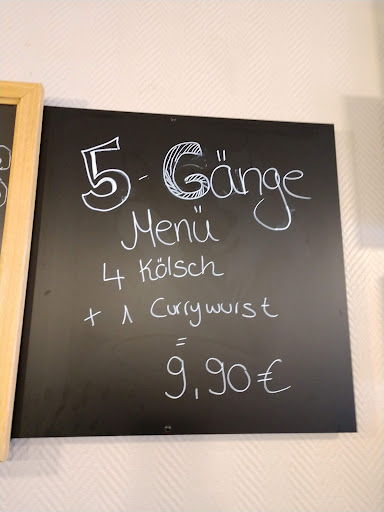 5-Gänge
Menü
4 Kölsch
+ 1 Currywurst
=
9,90€